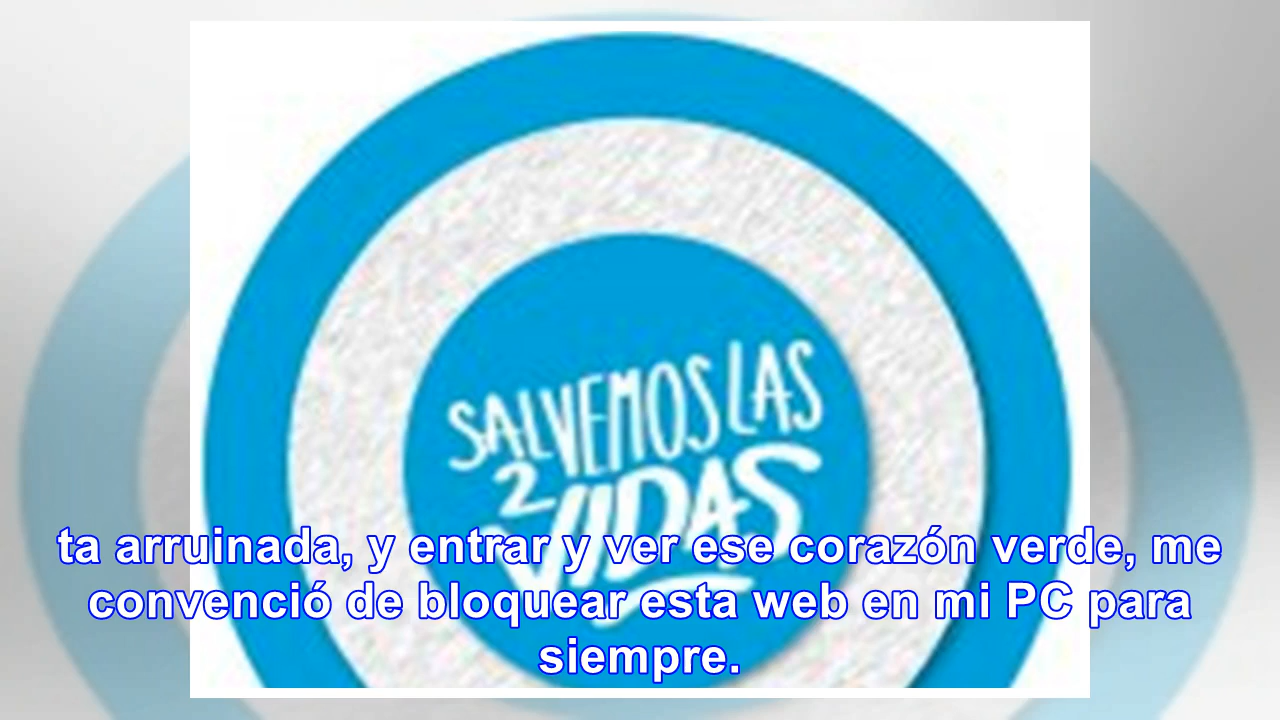 SALVEMOS LAS
2
VIDAS
ta arruinada, y entrar y ver ese corazón verde, me
convenció de bloquear esta web en mi PC para
siempre.